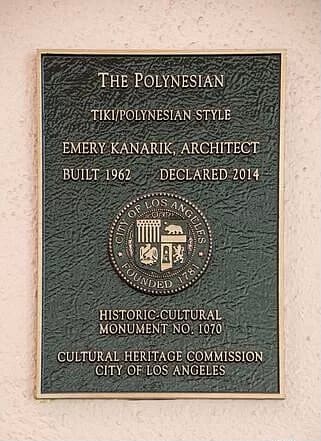 THE POLYNESIAN
TIKI/POLYNESIAN STYLE
EMERY KANARIK, ARCHITECT
BUILT 1962 DECLARED 2014
CITY OF LOS ANGELES
FOUNDED 1781
HISTORIC-CULTURAL
MONUMENT NO. 1070
CULTURAL HERITAGE COMMISSION
CITY OF LOS ANGELES